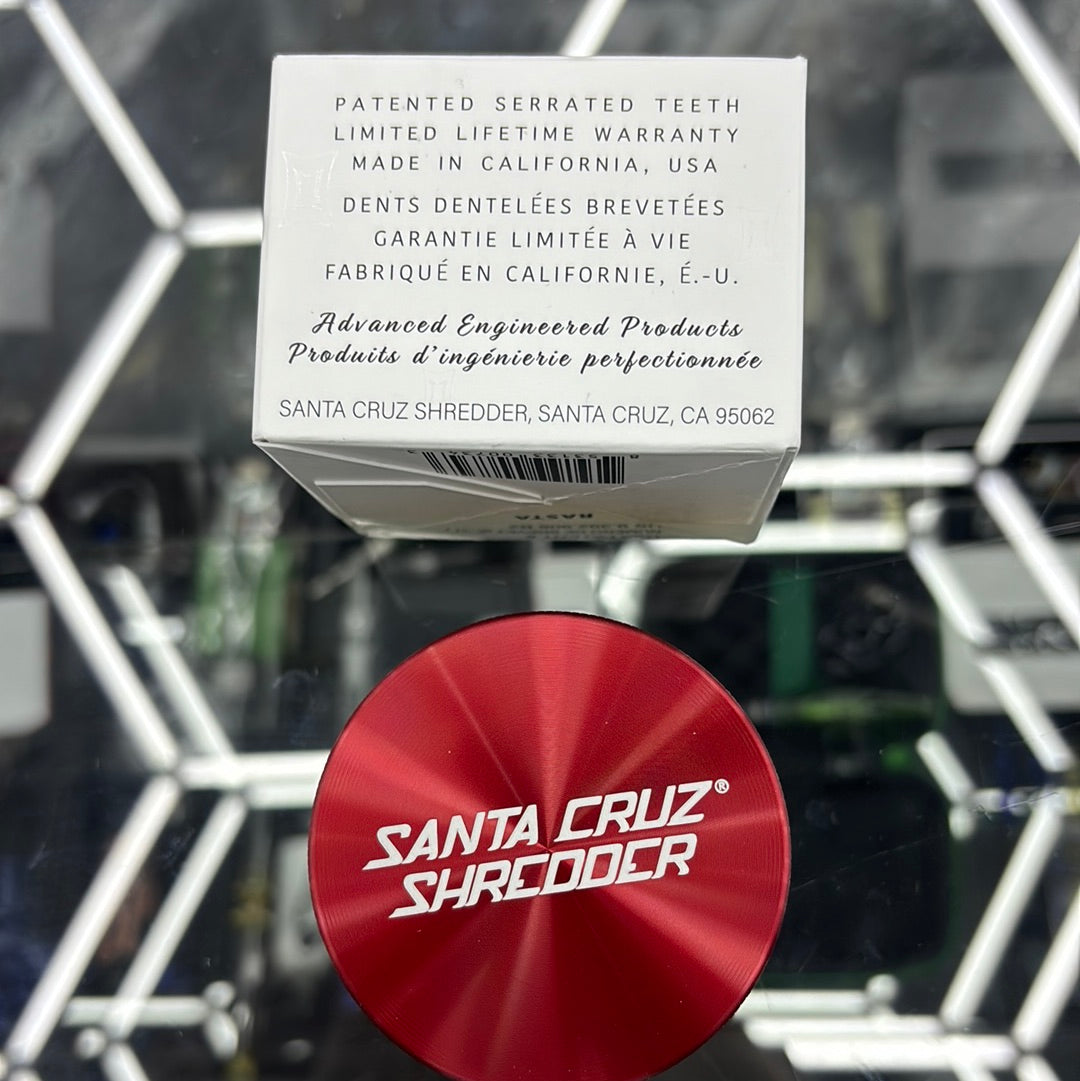 PATENTED SERRATED TEETH
LIMITED LIFETIME WARRANTY
MADE IN CALIFORNIA, USA
DENTS DENTELÉES BREVETÉES
GARANTIE LIMITÉE À VIE
FABRIQUÉ EN CALIFORNIE, É.-U.
Advanced Engineered Products
Produits d'ingénierie perfectionnée
SANTA CRUZ SHREDDER, SANTA CRUZ, CA 95062
RASTA
SANTA CRUZ®
SHREDDER